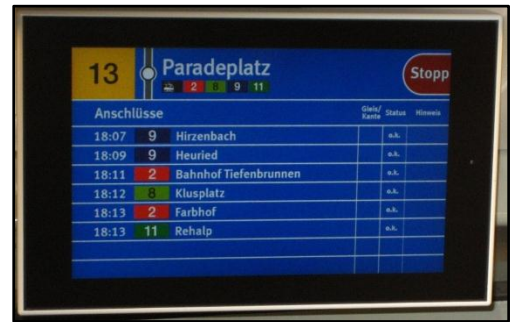 13 Paradeplatz Stopp
2 8 9 11
Anschlüsse Gleis/Kante Status Hinweis
18:07 9 Hirzenbach o.k.
18:09 9 Heuried o.k.
18:11 2 Bahnhof Tiefenbrunnen o.k.
18:12 8 Klusplatz
18:13 2 Farbhof o.k.
18:13 11 Rehalp o.k.